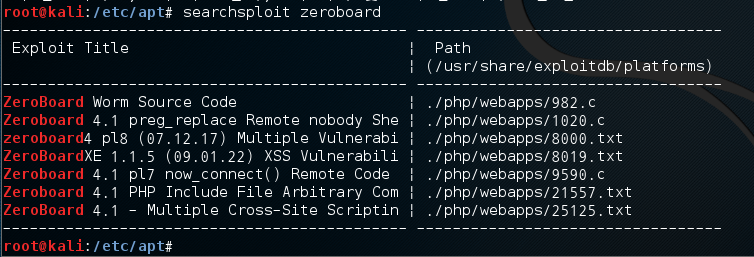 root@kali:/etc/apt# searchsploit zeroboard
--------------------------------------------- ----------------------------------
Exploit Title | Path
| (/usr/share/exploitdb/platforms)
--------------------------------------------- ----------------------------------
ZeroBoard Worm Source Code | ./php/webapps/982.c
ZeroBoard 4.1 preg_replace Remote nobody She | ./php/webapps/1020.c
zeroboard4 pl8 (07.12.17) Multiple Vulnerabi | ./php/webapps/8000.txt
ZeroBoardXE 1.1.5 (09.01.22) XSS Vulnerabili | ./php/webapps/8019.txt
ZeroBoard 4.1 pl7 now_connect() Remote Code | ./php/webapps/9590.c
ZeroBoard 4.1 PHP Include File Arbitrary Com | ./php/webapps/21557.txt
ZeroBoard 4.1 - Multiple Cross-Site Scriptin | ./php/webapps/25125.txt
--------------------------------------------- ----------------------------------
root@kali:/etc/apt#